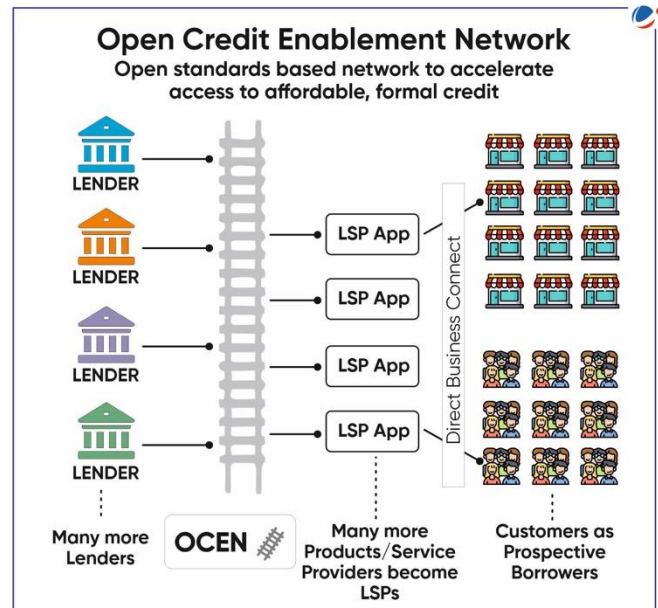 Open Credit Enablement Network
Open standards based network to accelerate
access to affordable, formal credit
LENDER
LENDER
LENDER
LENDER
LSP App
LSP App
LSP App
LSP App
Direct Business Connect
Many more
Lenders
OCEN
Many more
Products/Service
Providers become
LSPs
Customers as
Prospective
Borrowers